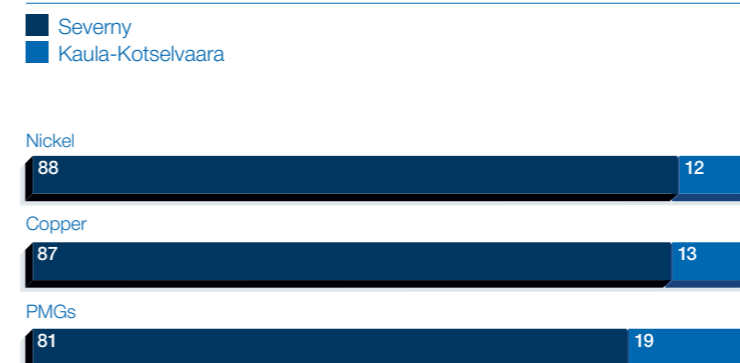 Severny
Kaula-Kotselvaara
Nickel
88 12
Copper
87 13
PMGs
81 19